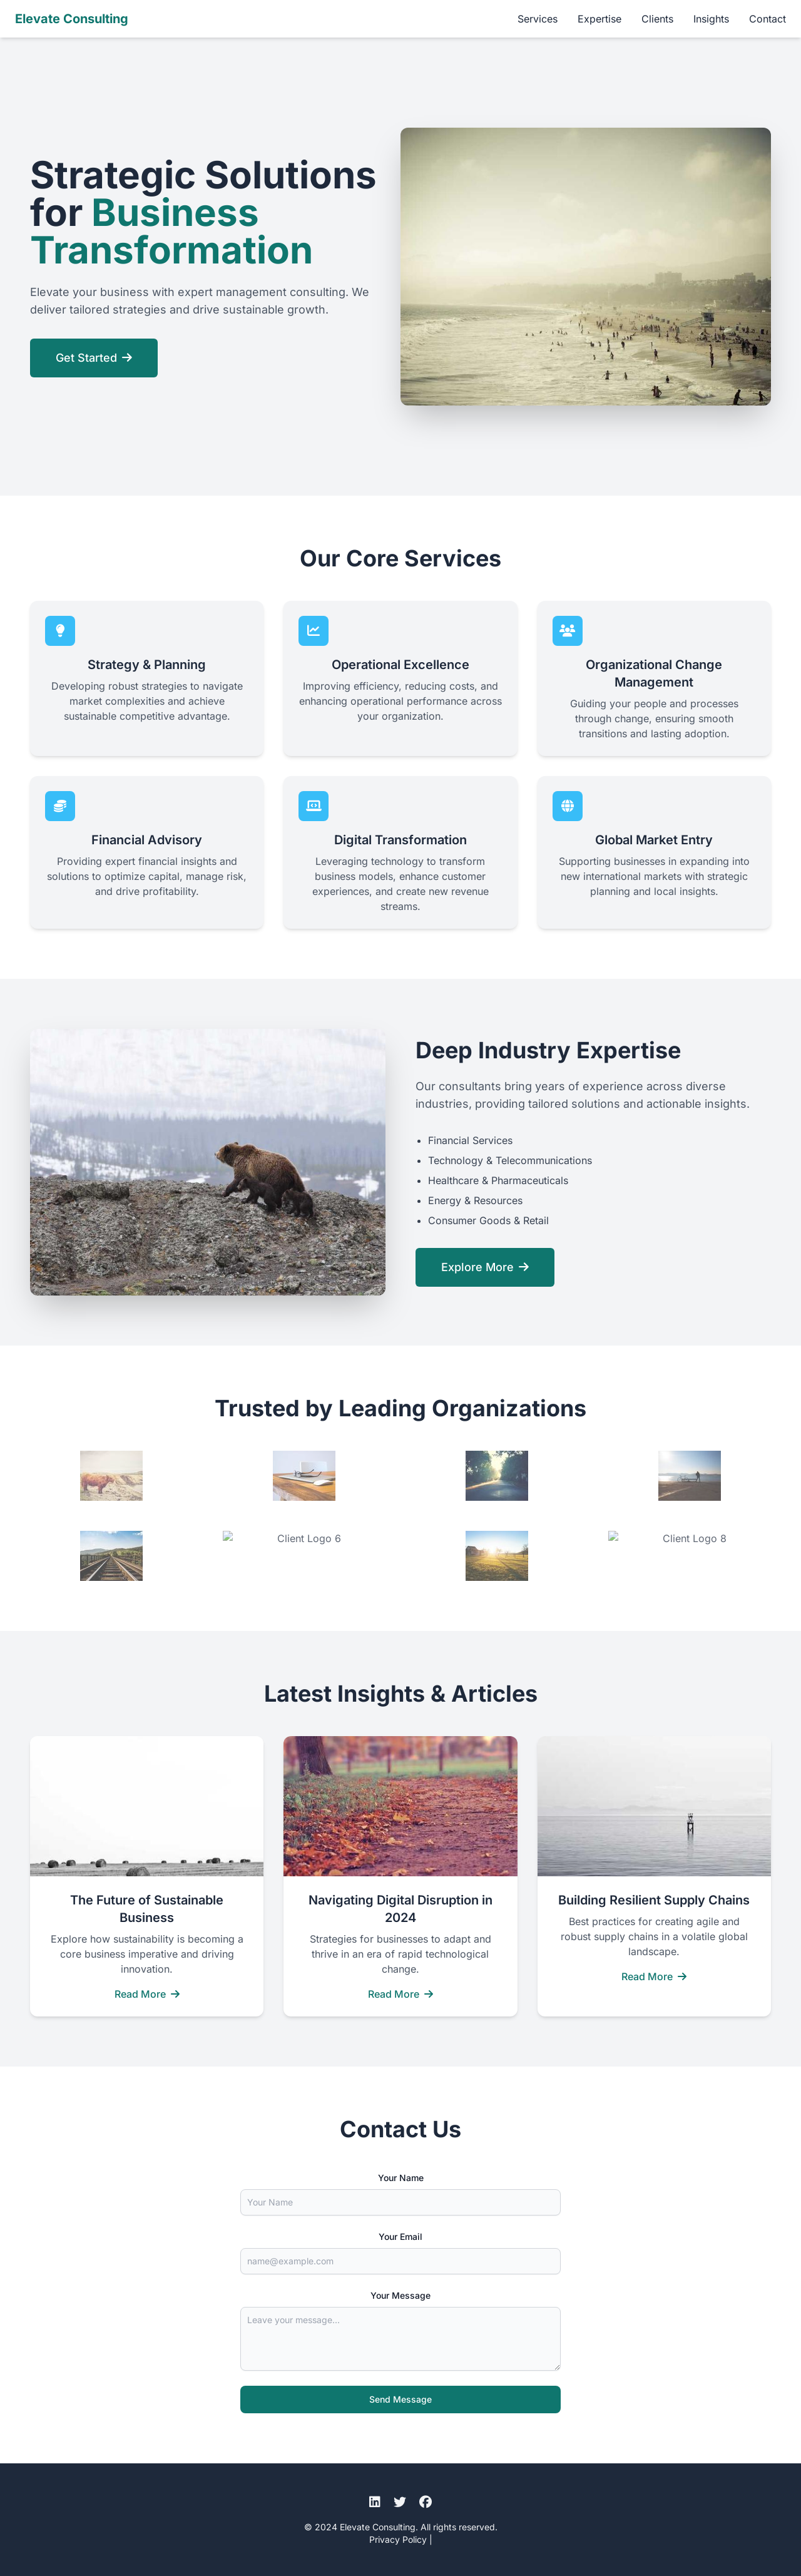 Elevate Consulting
Services Expertise Clients Insights Contact
Strategic Solutions
for Business
Transformation
Elevate your business with expert management consulting. We
deliver tailored strategies and drive sustainable growth.
Get Started
Our Core Services
Strategy & Planning
Developing robust strategies to navigate
market complexities and achieve
sustainable competitive advantage.
Operational Excellence
Improving efficiency, reducing costs, and
enhancing operational performance across
your organization.
Organizational Change
Management
Guiding your people and processes
through change, ensuring smooth
transitions and lasting adoption.
Financial Advisory
Providing expert financial insights and
solutions to optimize capital, manage risk,
and drive profitability.
Digital Transformation
Leveraging technology to transform
business models, enhance customer
experiences, and create new revenue
streams.
Global Market Entry
Supporting businesses in expanding into
new international markets with strategic
planning and local insights.
Deep Industry Expertise
Our consultants bring years of experience across diverse
industries, providing tailored solutions and actionable insights.
• Financial Services
• Technology & Telecommunications
• Healthcare & Pharmaceuticals
• Energy & Resources
• Consumer Goods & Retail
Explore More
Trusted by Leading Organizations
Client Logo 6
Client Logo 8
Latest Insights & Articles
The Future of Sustainable
Business
Explore how sustainability is becoming a
core business imperative and driving
innovation.
Read More
Navigating Digital Disruption in
2024
Strategies for businesses to adapt and
thrive in an era of rapid technological
change.
Read More
Building Resilient Supply Chains
Best practices for creating agile and
robust supply chains in a volatile global
landscape.
Read More
Contact Us
Your Name
Your Name
Your Email
name@example.com
Your Message
Leave your message...
Send Message
© 2024 Elevate Consulting. All rights reserved.
Privacy Policy |